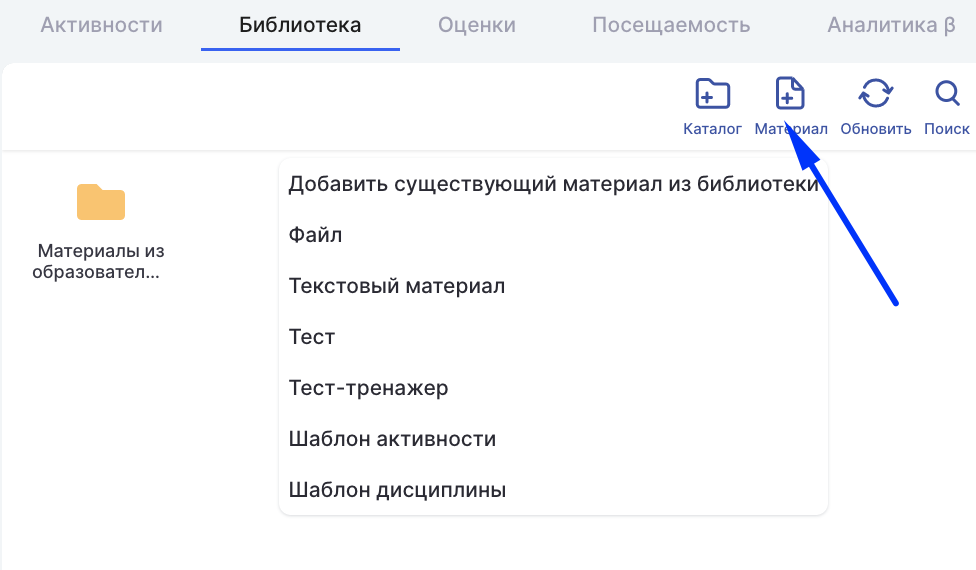 Активности Библиотека Оценки Посещаемость Аналитика β
Каталог Материал Обновить Поиск
Материалы из
образовател...
Добавить существующий материал из библиотеки
Файл
Текстовый материал
Тест
Тест-тренажер
Шаблон активности
Шаблон дисциплины